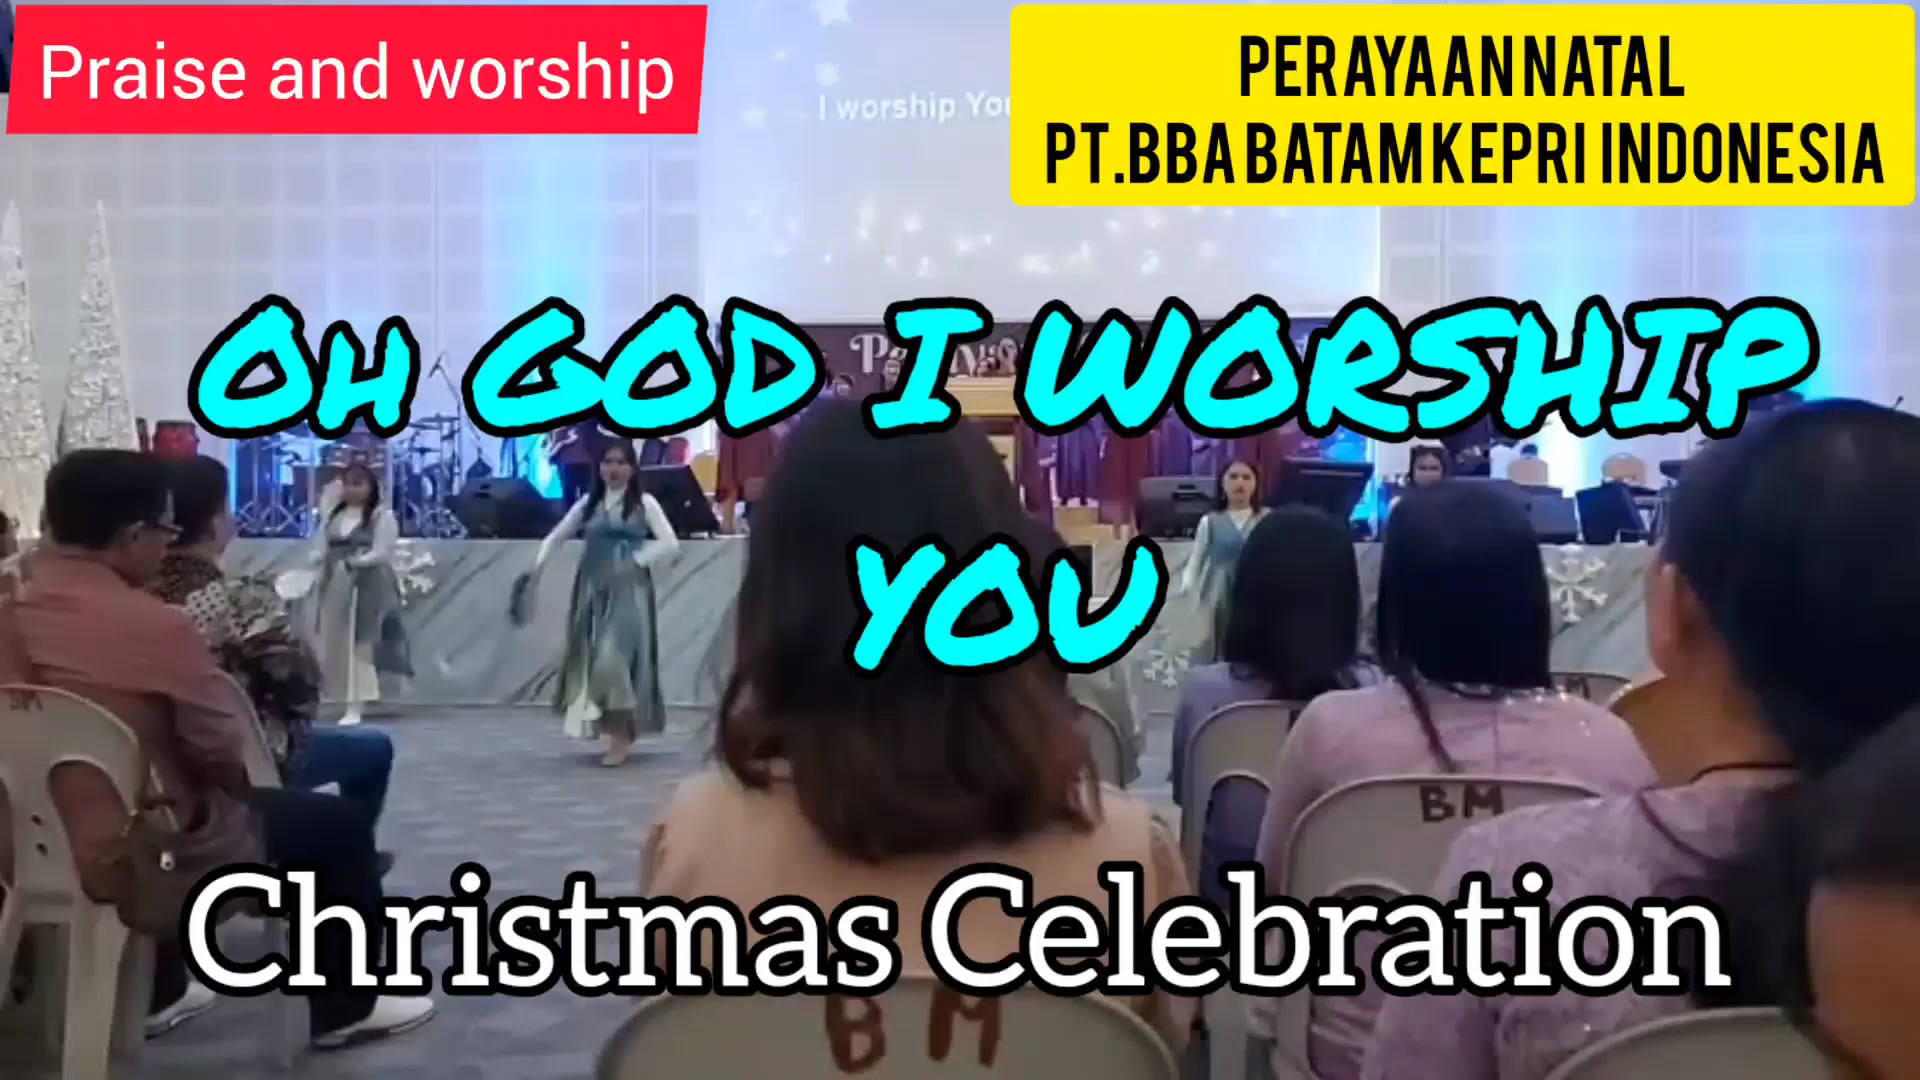 Praise and worship
PERAYAAN NATAL
PT.BBA BATAM KEPRI INDONESIA
I worship
OH GOD I WORSHIP
YOU
BM
BM
Christmas Celebration
BM